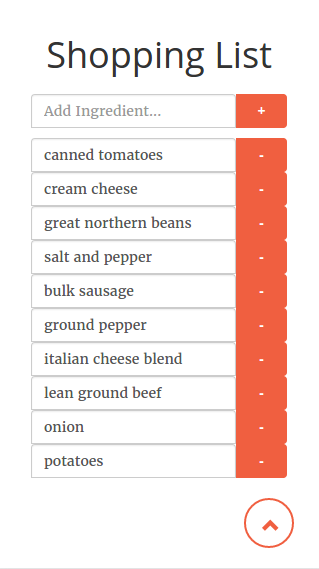 Shopping List
Add Ingredient... +
canned tomatoes -
cream cheese -
great northern beans -
salt and pepper -
bulk sausage -
ground pepper -
italian cheese blend -
lean ground beef -
onion -
potatoes -